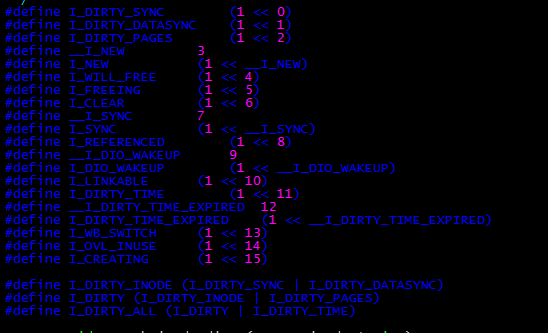 #define I_DIRTY_SYNC (1 << 0)
#define I_DIRTY_DATASYNC (1 << 1)
#define I_DIRTY_PAGES (1 << 2)
#define __I_NEW 3
#define I_NEW (1 << __I_NEW)
#define I_WILL_FREE (1 << 4)
#define I_FREEING (1 << 5)
#define I_CLEAR (1 << 6)
#define __I_SYNC 7
#define I_SYNC (1 << __I_SYNC)
#define I_REFERENCED (1 << 8)
#define __I_DIO_WAKEUP 9
#define I_DIO_WAKEUP (1 << __I_DIO_WAKEUP)
#define I_LINKABLE (1 << 10)
#define I_DIRTY_TIME (1 << 11)
#define __I_DIRTY_TIME_EXPIRED 12
#define I_DIRTY_TIME_EXPIRED (1 << __I_DIRTY_TIME_EXPIRED)
#define I_WB_SWITCH (1 << 13)
#define I_OVL_INUSE (1 << 14)
#define I_CREATING (1 << 15)
#define I_DIRTY_INODE (I_DIRTY_SYNC | I_DIRTY_DATASYNC)
#define I_DIRTY (I_DIRTY_INODE | I_DIRTY_PAGES)
#define I_DIRTY_ALL (I_DIRTY | I_DIRTY_TIME)